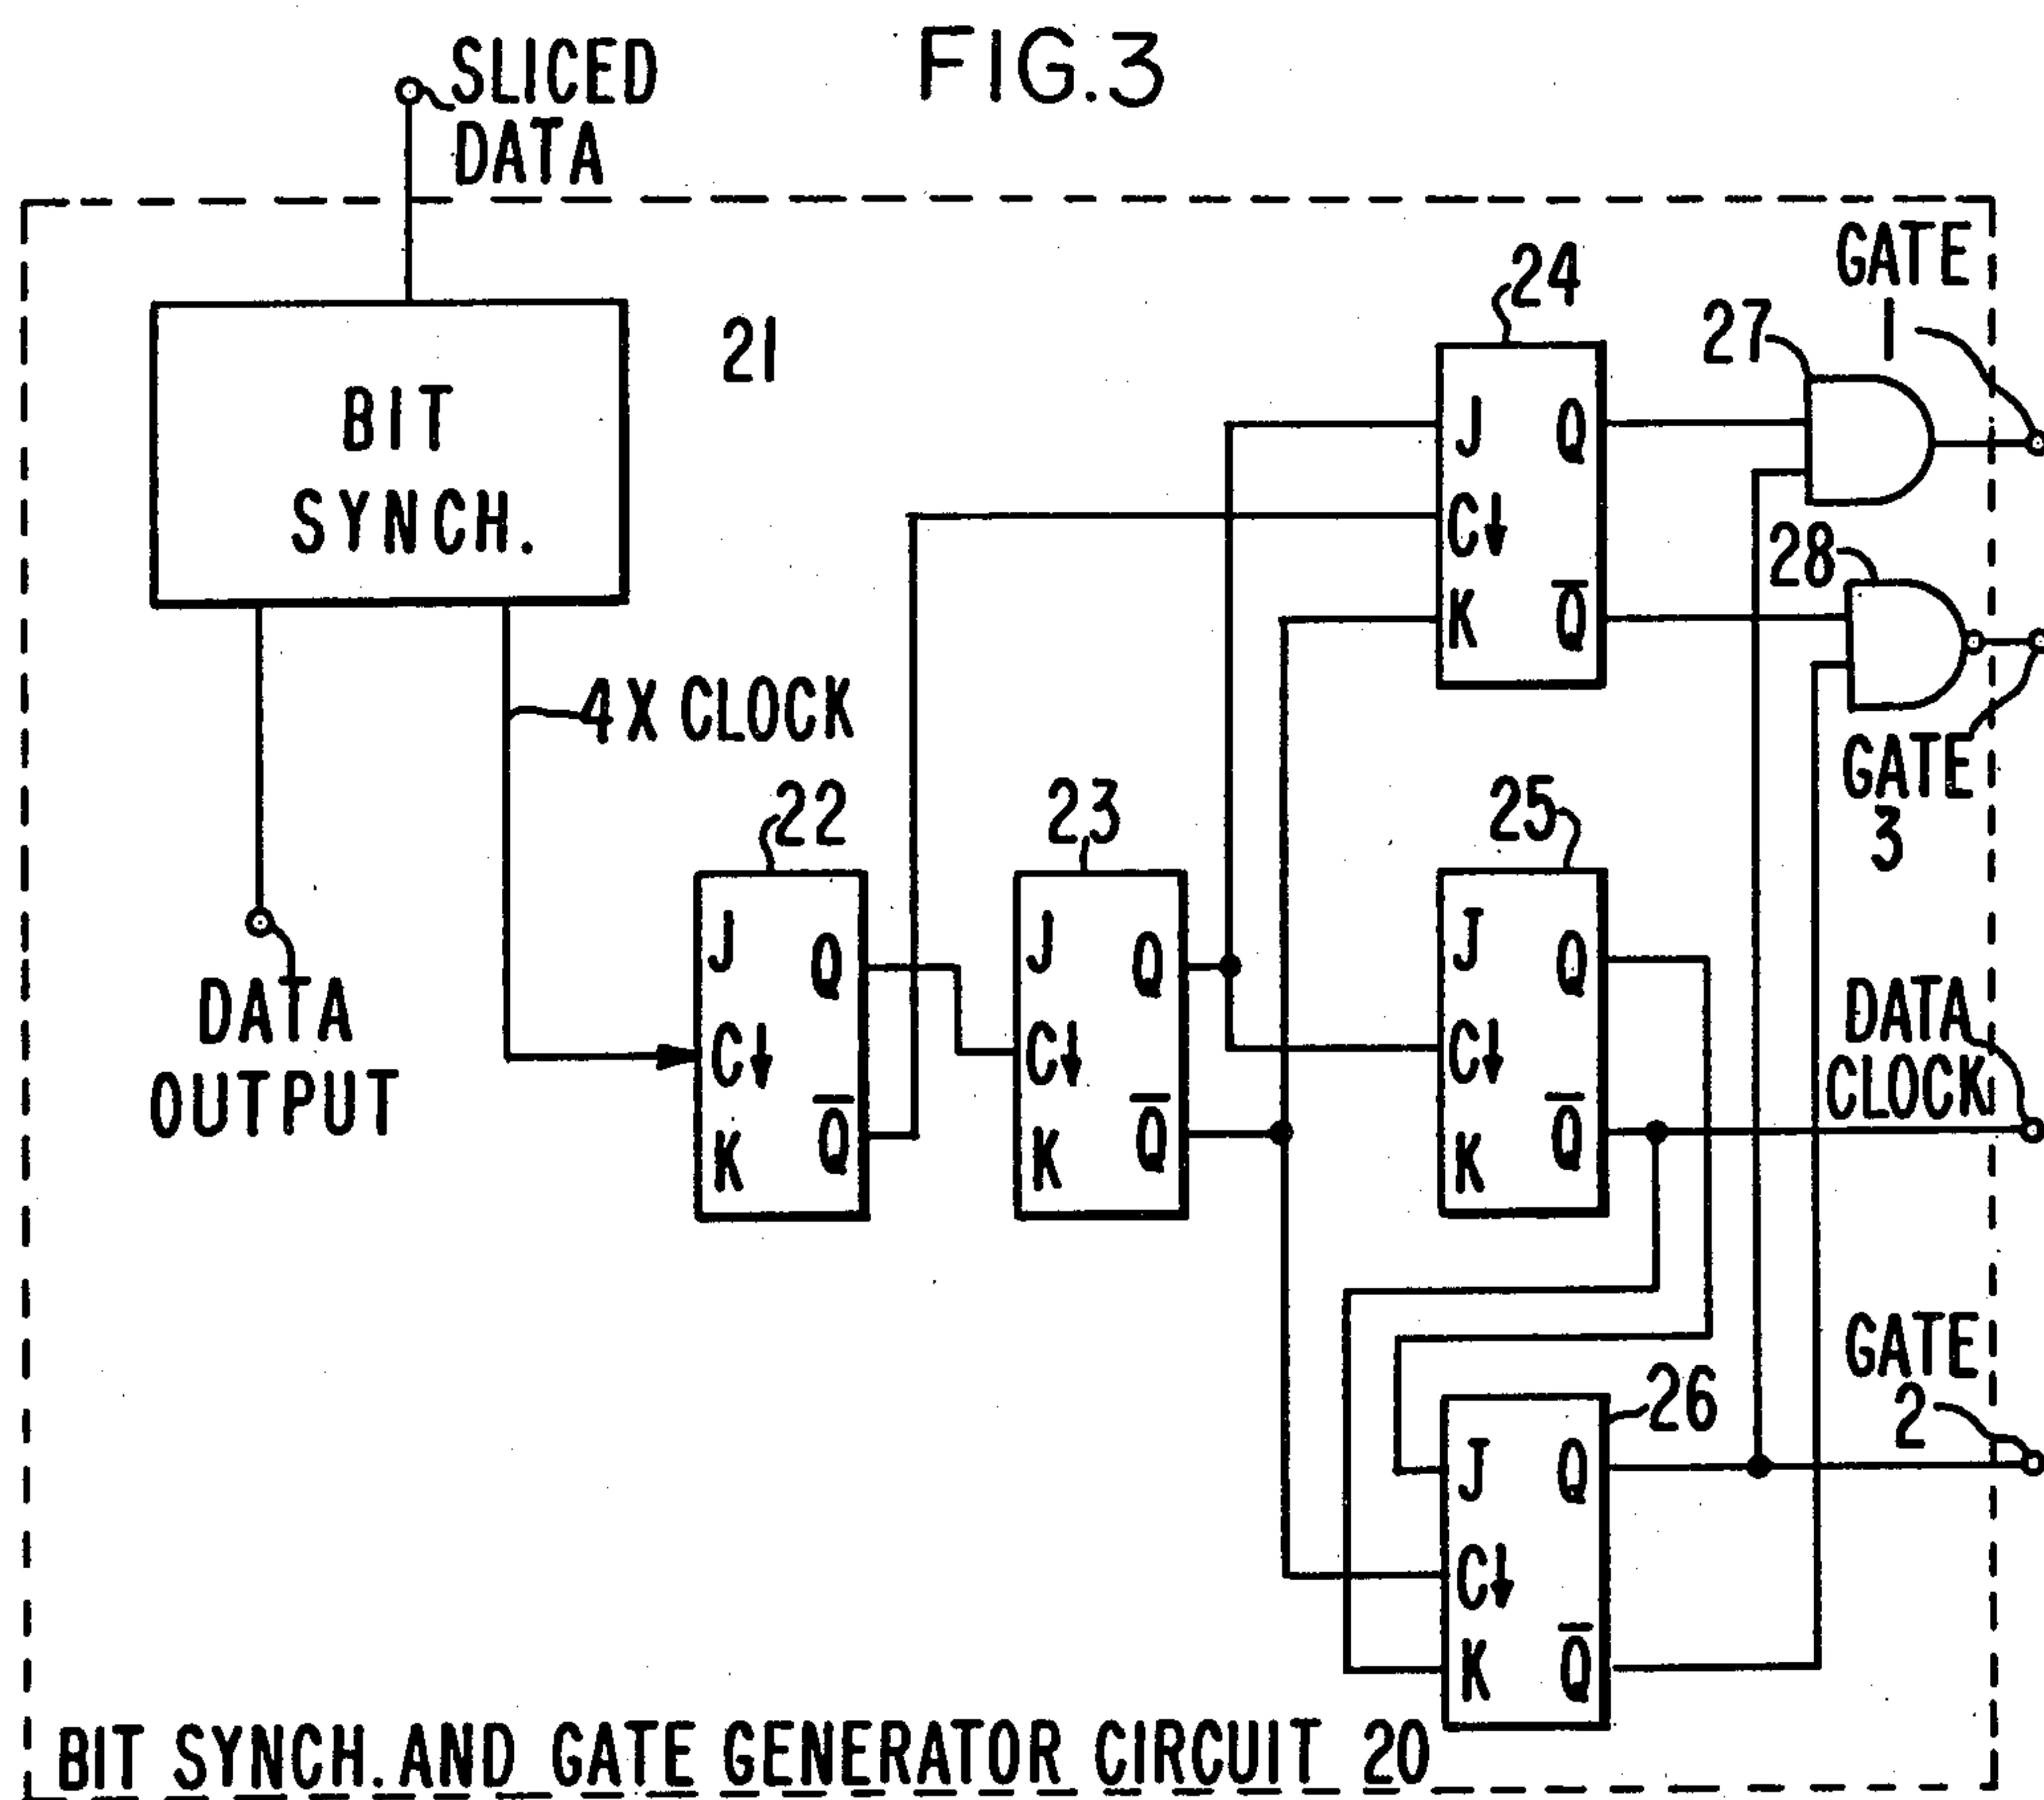 FIG.3
SLICED
DATA
BIT
SYNCH.
21
4X CLOCK
DATA
OUTPUT
22
J Q
C↓
K Q̅
23
J Q
C↓
K Q̅
24
J Q
C↓
K Q̅
25
J Q
C↓
K Q̅
26
J Q
C↓
K Q̅
27
GATE
1
28
GATE
3
DATA
CLOCK
GATE
2
BIT SYNCH. AND GATE GENERATOR CIRCUIT 20